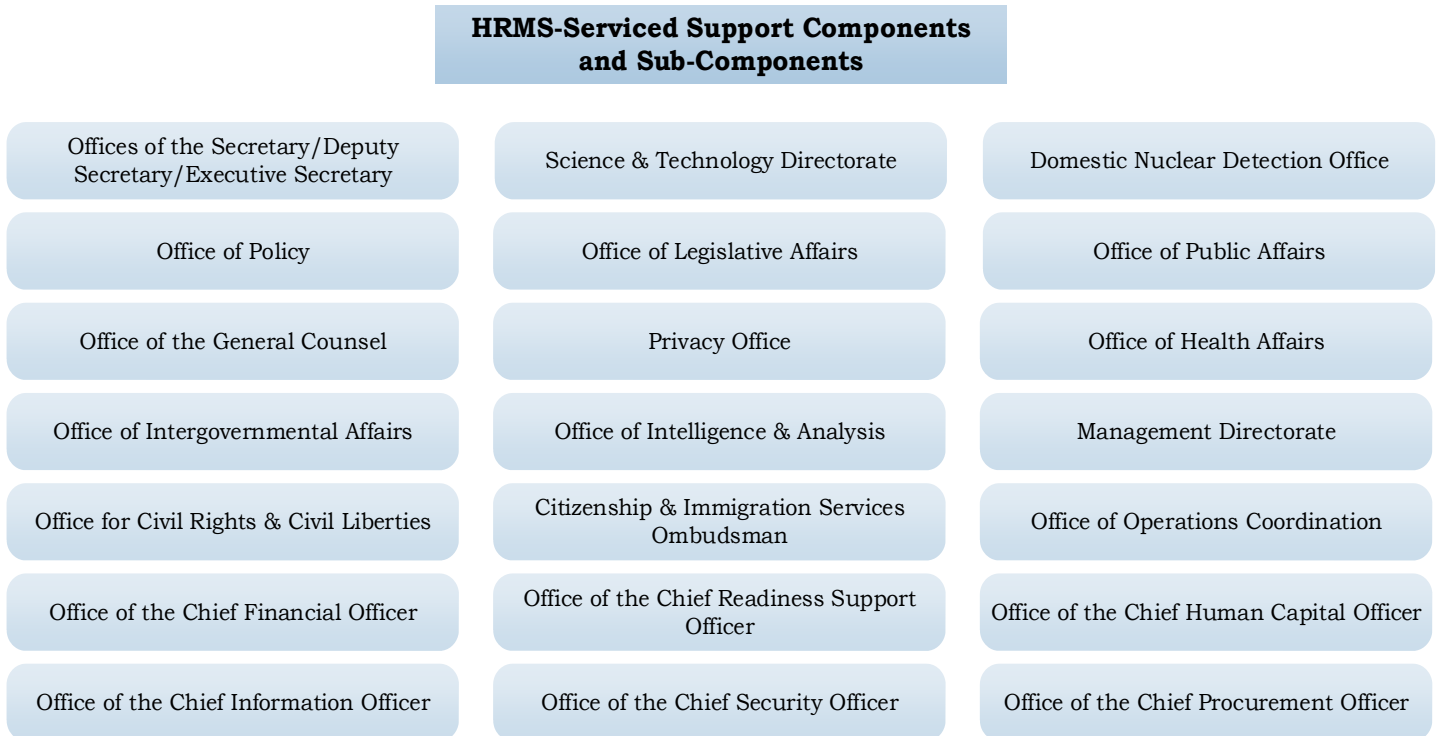 HRMS-Serviced Support Components
and Sub-Components
Offices of the Secretary/Deputy
Secretary/Executive Secretary
Science & Technology Directorate
Domestic Nuclear Detection Office
Office of Policy
Office of Legislative Affairs
Office of Public Affairs
Office of the General Counsel
Privacy Office
Office of Health Affairs
Office of Intergovernmental Affairs
Office of Intelligence & Analysis
Management Directorate
Office for Civil Rights & Civil Liberties
Citizenship & Immigration Services
Ombudsman
Office of Operations Coordination
Office of the Chief Financial Officer
Office of the Chief Readiness Support
Officer
Office of the Chief Human Capital Officer
Office of the Chief Information Officer
Office of the Chief Security Officer
Office of the Chief Procurement Officer